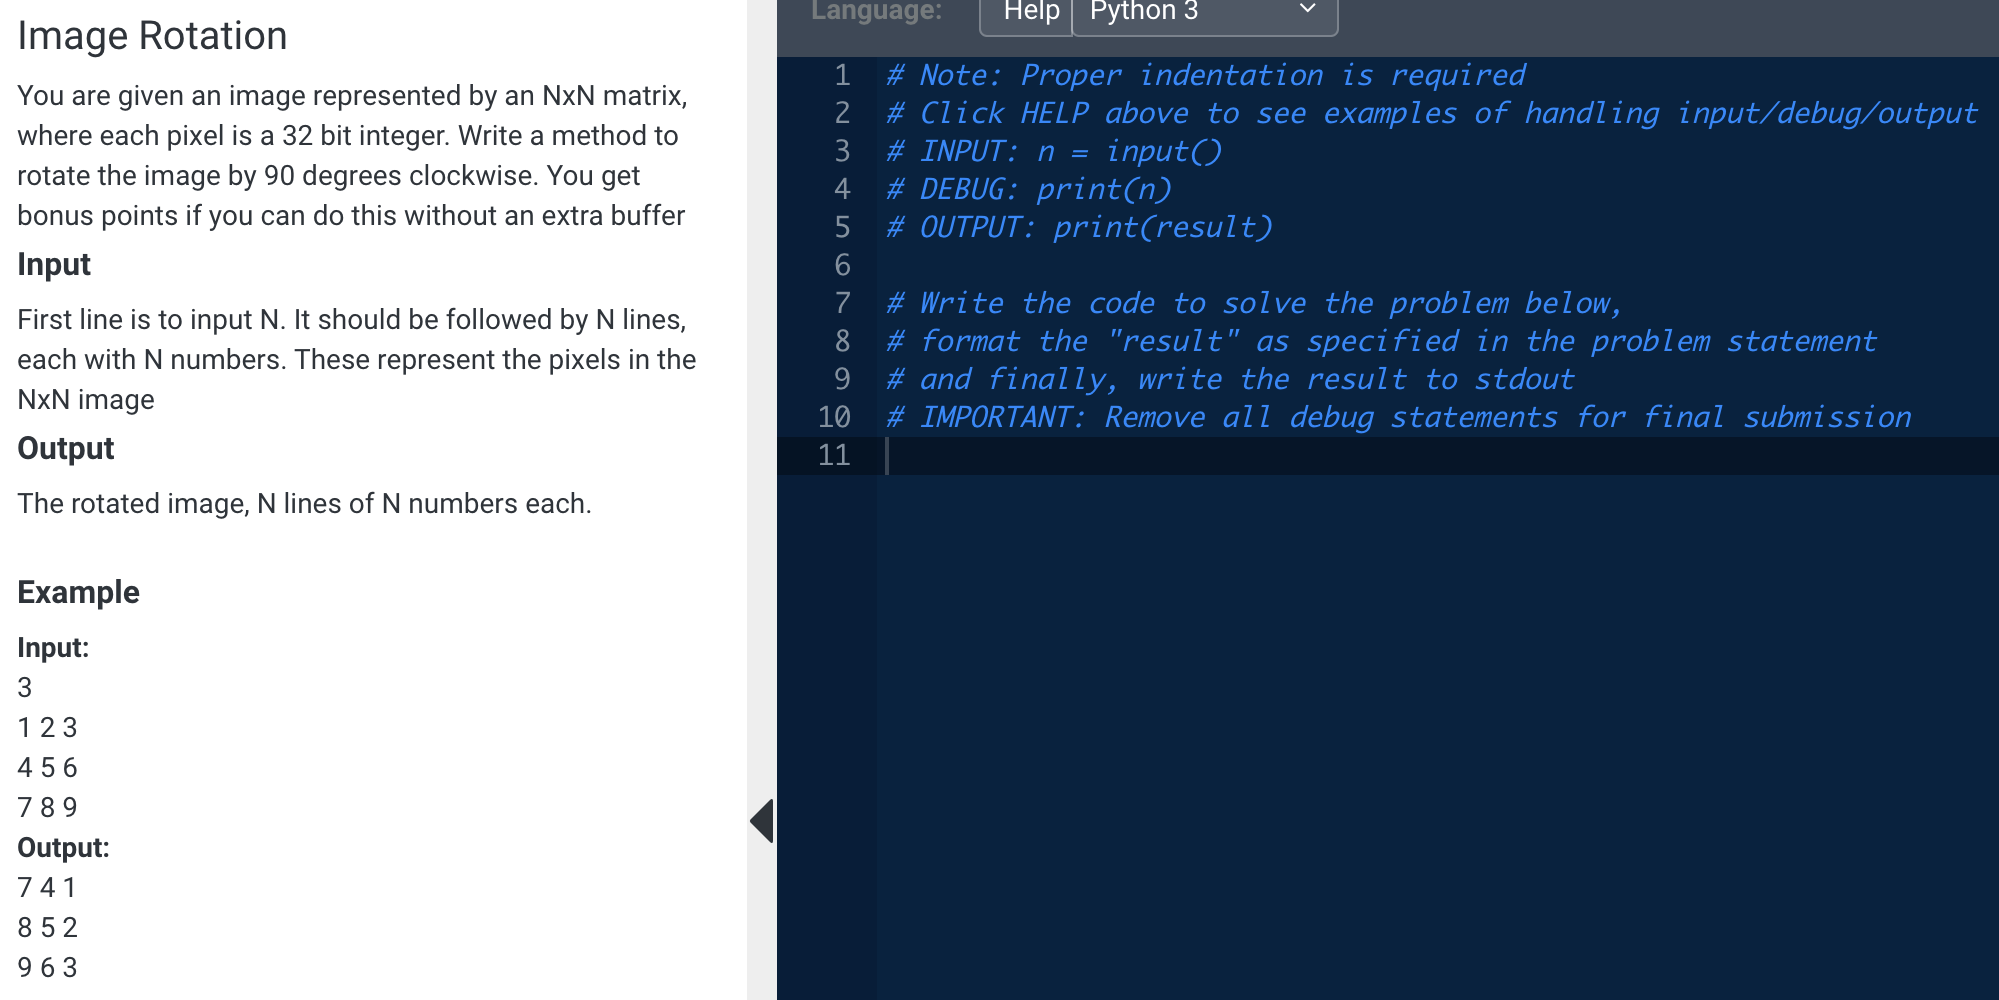 Image Rotation
You are given an image represented by an NxN matrix,
where each pixel is a 32 bit integer. Write a method to
rotate the image by 90 degrees clockwise. You get
bonus points if you can do this without an extra buffer
Input
First line is to input N. It should be followed by N lines,
each with N numbers. These represent the pixels in the
NxN image
Output
The rotated image, N lines of N numbers each.
Example
Input:
3
1 2 3
4 5 6
7 8 9
Output:
7 4 1
8 5 2
9 6 3
Language: Help Python 3
1 # Note: Proper indentation is required
2 # Click HELP above to see examples of handling input/debug/output
3 # INPUT: n = input()
4 # DEBUG: print(n)
5 # OUTPUT: print(result)
6
7 # Write the code to solve the problem below,
8 # format the "result" as specified in the problem statement
9 # and finally, write the result to stdout
10 # IMPORTANT: Remove all debug statements for final submission
11